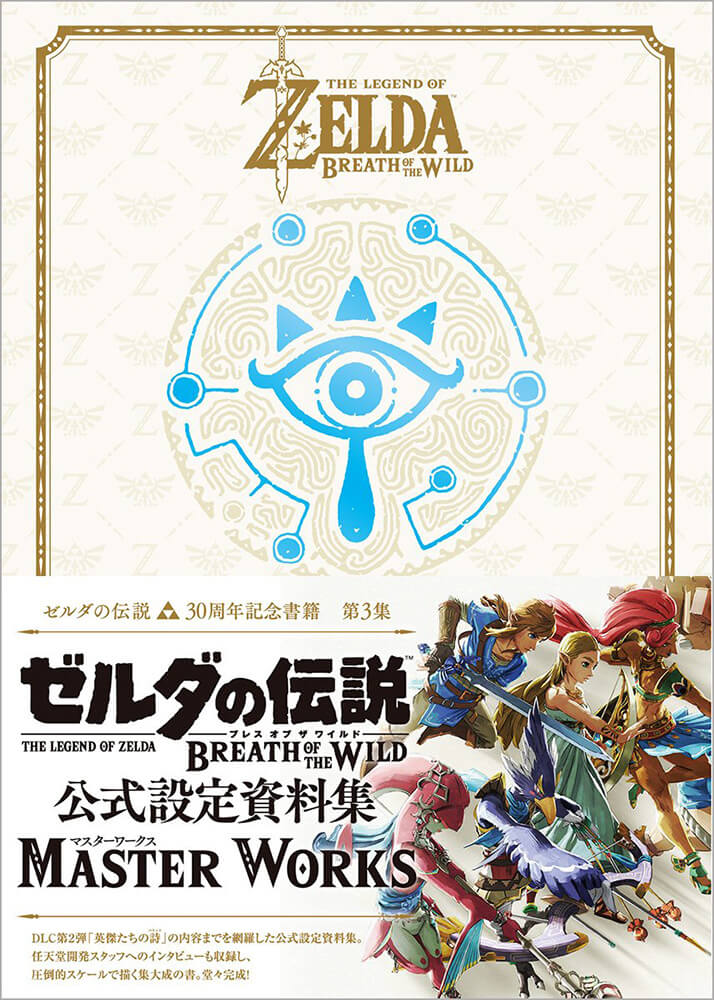 THE LEGEND OF
ZELDA™
BREATH OF THE WILD
ゼルダの伝説 30周年記念書籍 第3集
ゼルダの伝説™
ブレス オブ ザ ワイルド
THE LEGEND OF ZELDA BREATH OF THE WILD
公式設定資料集
マスターワークス
MASTER WORKS
DLC第2弾「英傑たちの詩」の内容までを網羅した公式設定資料集。
任天堂開発スタッフへのインタビューも収録し、
圧倒的スケールで描く集大成の書。堂々完成!